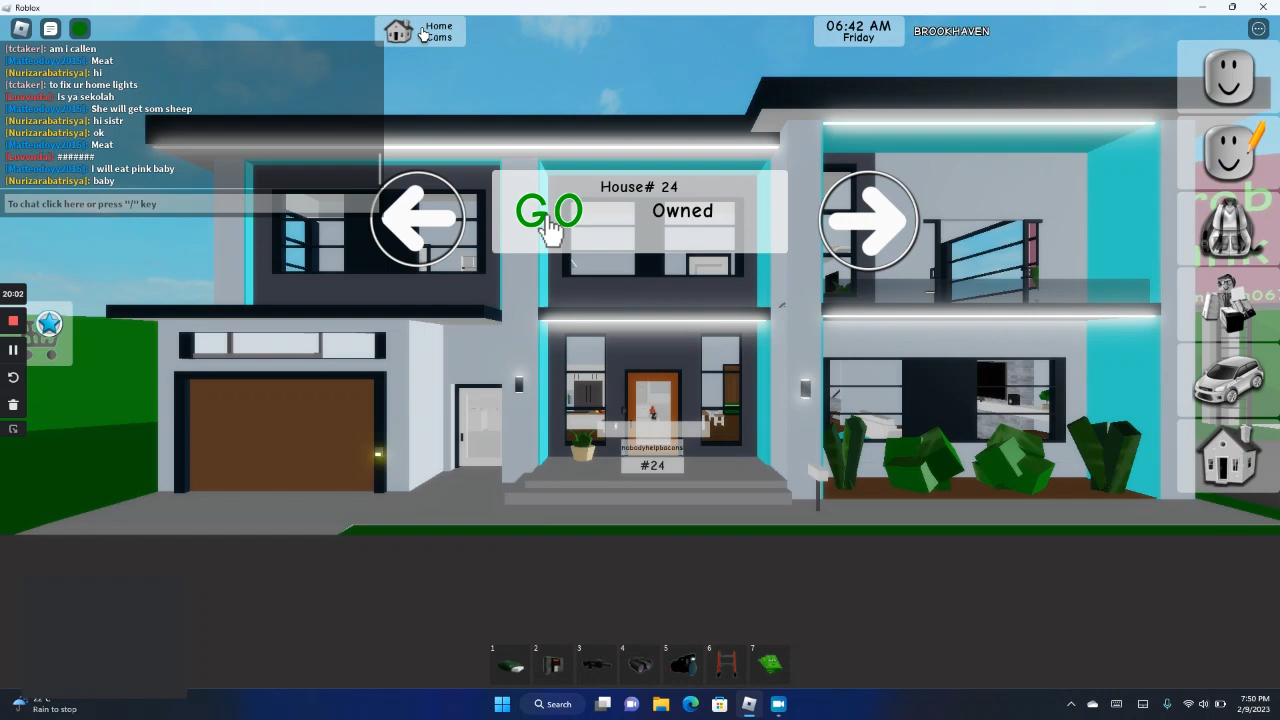 Roblox
Home
Cams
06:42 AM
Friday
BROOKHAVEN
[tctaker]: am i callen
[Matteodoyy2015]: Meat
[Nurizarabatrisya]: hi
[tctaker]: to fix ur home lights
Is ya sekolah
[Matteodoyy2015]: She will get som sheep
[Nurizarabatrisya]: hi sistr
[Nurizarabatrisya]: ok
[Matteodoyy2015]: Meat
#######
[Matteodoyy2015]: I will eat pink baby
[Nurizarabatrisya]: baby
To chat click here or press "/" key
House# 24
GO
Owned
20:02
nobodyhelpbacons
#24
1
2
3
4
5
6
7
22°C
Rain to stop
Search
7:50 PM
2/9/2023